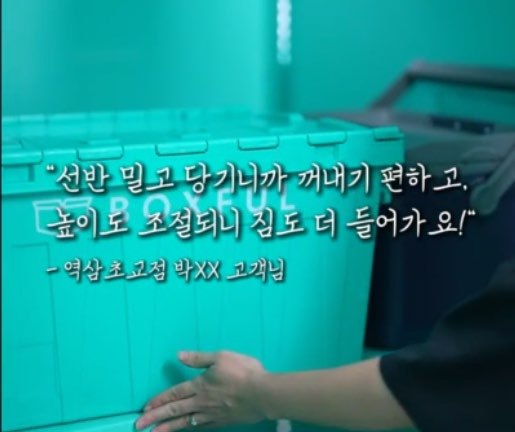 “선반 밀고 당기니까 꺼내기 편하고,
높이도 조절되니 짐도 더 들어가요!“
- 역삼초교점 박XX 고객님
BOXFUL